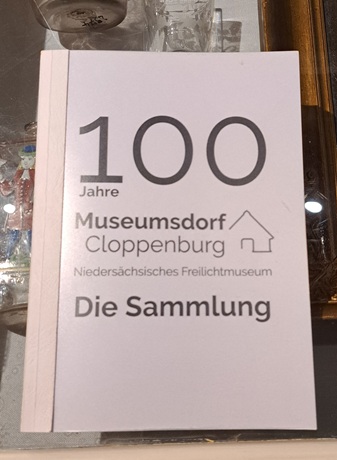 100
Jahre
Museumsdorf
Cloppenburg
Niedersächsisches Freilichtmuseum
Die Sammlung